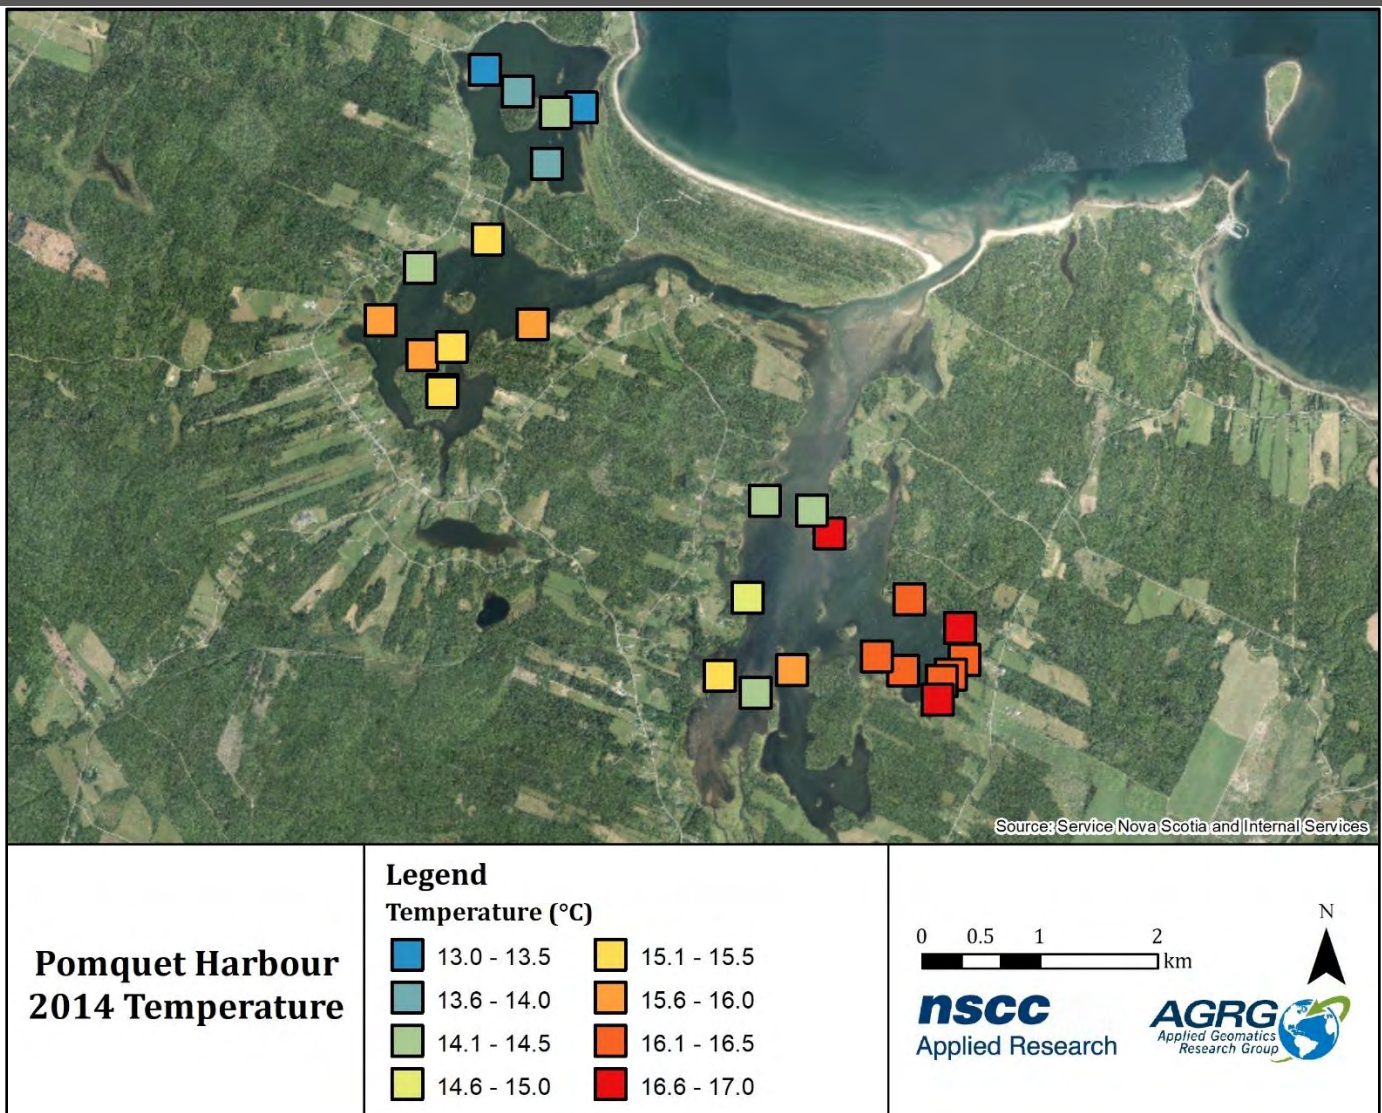 Source: Service Nova Scotia and Internal Services
Pomquet Harbour
2014 Temperature
Legend
Temperature (°C)
13.0 - 13.5
13.6 - 14.0
14.1 - 14.5
14.6 - 15.0
15.1 - 15.5
15.6 - 16.0
16.1 - 16.5
16.6 - 17.0
0 0.5 1 2
km
N
nscc
Applied Research
AGRG
Applied Geomatics
Research Group